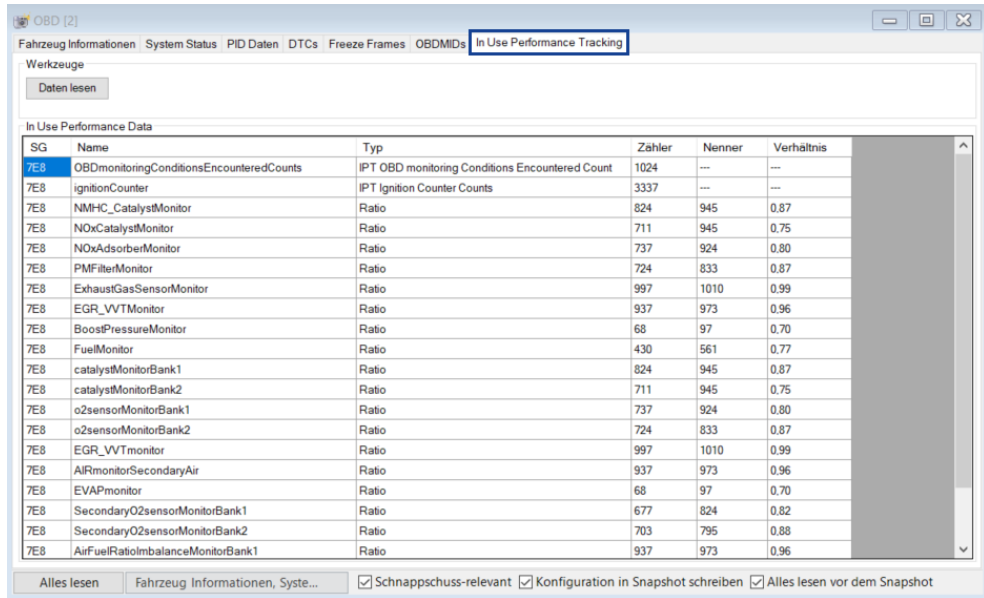 OBD [2]
Fahrzeug Informationen System Status PID Daten DTCs Freeze Frames OBDMIDs In Use Performance Tracking
Werkzeuge
Daten lesen
In Use Performance Data
SG Name Typ Zähler Nenner Verhältnis
7E8 OBDmonitoringConditionsEncounteredCounts IPT OBD monitoring Conditions Encountered Count 1024 --- ---
7E8 ignitionCounter IPT Ignition Counter Counts 3337 --- ---
7E8 NMHC_CatalystMonitor Ratio 824 945 0,87
7E8 NOxCatalystMonitor Ratio 711 945 0,75
7E8 NOxAdsorberMonitor Ratio 737 924 0,80
7E8 PMFilterMonitor Ratio 724 833 0,87
7E8 ExhaustGasSensorMonitor Ratio 997 1010 0,99
7E8 EGR_VVTMonitor Ratio 937 973 0,96
7E8 BoostPressureMonitor Ratio 68 97 0,70
7E8 FuelMonitor Ratio 430 561 0,77
7E8 catalystMonitorBank1 Ratio 824 945 0,87
7E8 catalystMonitorBank2 Ratio 711 945 0,75
7E8 o2sensorMonitorBank1 Ratio 737 924 0,80
7E8 o2sensorMonitorBank2 Ratio 724 833 0,87
7E8 EGR_VVTmonitor Ratio 997 1010 0,99
7E8 AIRmonitorSecondaryAir Ratio 937 973 0,96
7E8 EVAPmonitor Ratio 68 97 0,70
7E8 SecondaryO2sensorMonitorBank1 Ratio 677 824 0,82
7E8 SecondaryO2sensorMonitorBank2 Ratio 703 795 0,88
7E8 AirFuelRatioImbalanceMonitorBank1 Ratio 937 973 0,96
Alles lesen Fahrzeug Informationen, Syste... Schnappschuss-relevant Konfiguration in Snapshot schreiben Alles lesen vor dem Snapshot